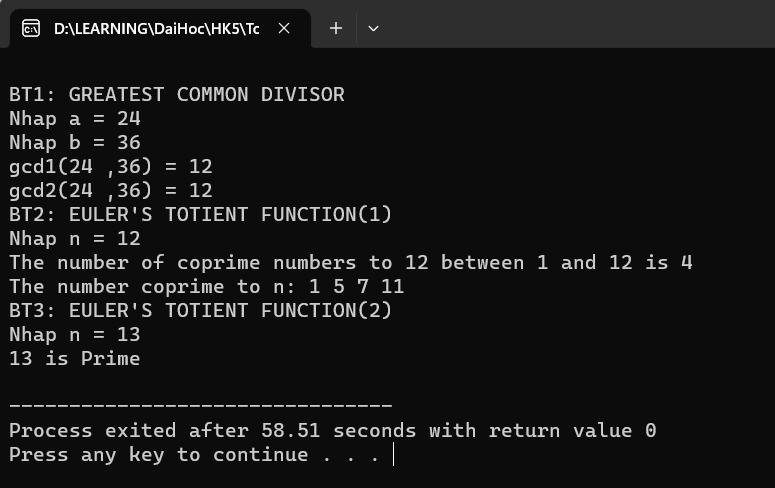 D:\LEARNING\DaiHoc\HK5\Tc
BT1: GREATEST COMMON DIVISOR
Nhap a = 24
Nhap b = 36
gcd1(24 ,36) = 12
gcd2(24 ,36) = 12
BT2: EULER'S TOTIENT FUNCTION(1)
Nhap n = 12
The number of coprime numbers to 12 between 1 and 12 is 4
The number coprime to n: 1 5 7 11
BT3: EULER'S TOTIENT FUNCTION(2)
Nhap n = 13
13 is Prime
--------------------------------
Process exited after 58.51 seconds with return value 0
Press any key to continue . . .